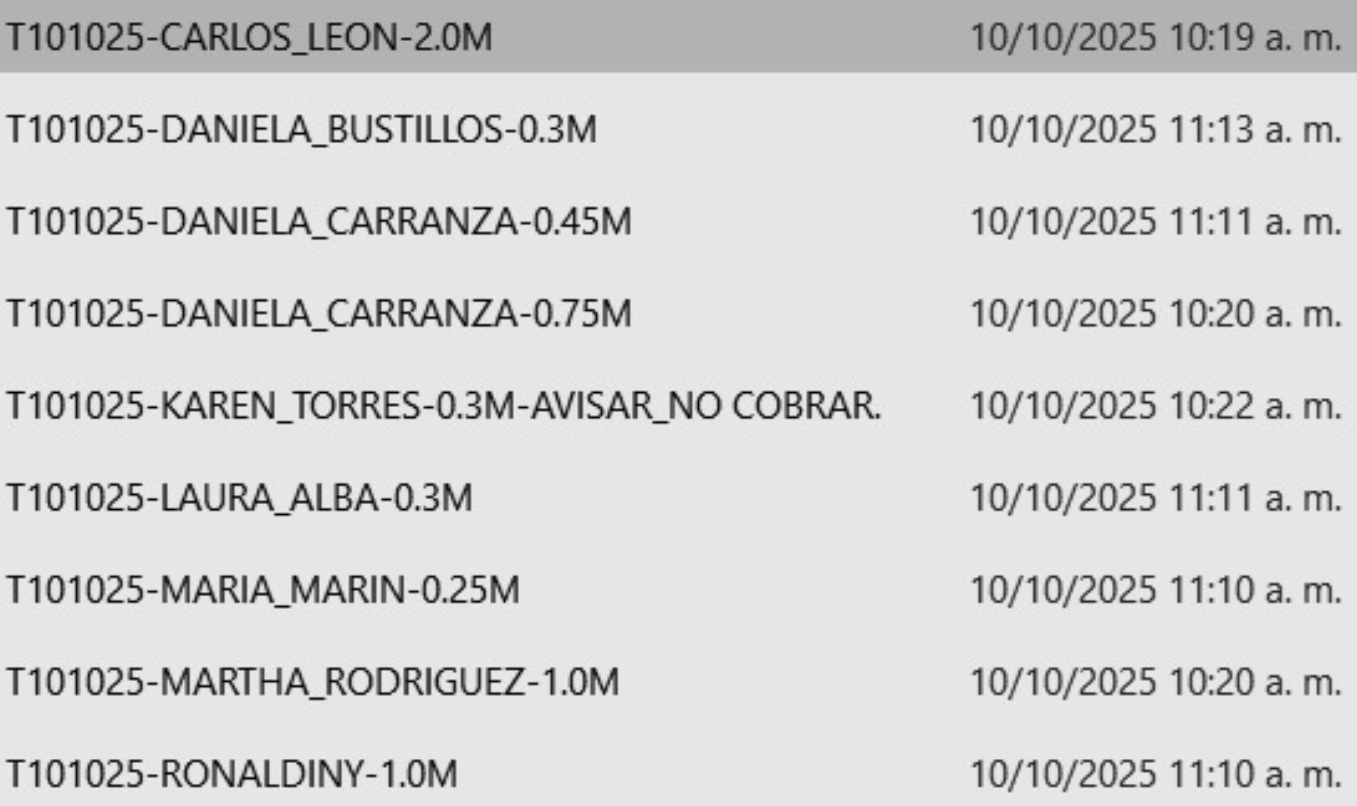 T101025-CARLOS_LEON-2.0M 10/10/2025 10:19 a. m.
T101025-DANIELA_BUSTILLOS-0.3M 10/10/2025 11:13 a. m.
T101025-DANIELA_CARRANZA-0.45M 10/10/2025 11:11 a. m.
T101025-DANIELA_CARRANZA-0.75M 10/10/2025 10:20 a. m.
T101025-KAREN_TORRES-0.3M-AVISAR_NO COBRAR. 10/10/2025 10:22 a. m.
T101025-LAURA_ALBA-0.3M 10/10/2025 11:11 a. m.
T101025-MARIA_MARIN-0.25M 10/10/2025 11:10 a. m.
T101025-MARTHA_RODRIGUEZ-1.0M 10/10/2025 10:20 a. m.
T101025-RONALDINY-1.0M 10/10/2025 11:10 a. m.